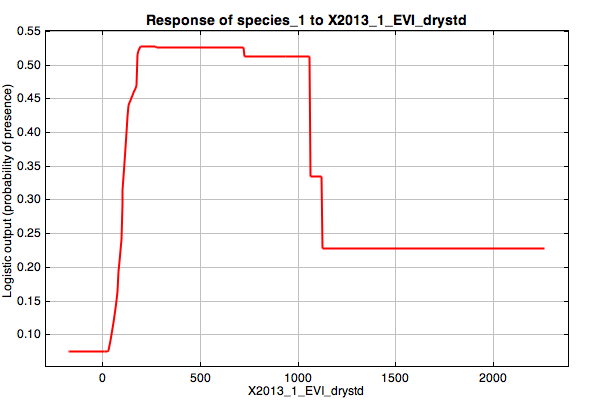 Response of species_1 to X2013_1_EVI_drystd
Logistic output (probability of presence)
0.55
0.50
0.45
0.40
0.35
0.30
0.25
0.20
0.15
0.10
0 500 1000 1500 2000
X2013_1_EVI_drystd